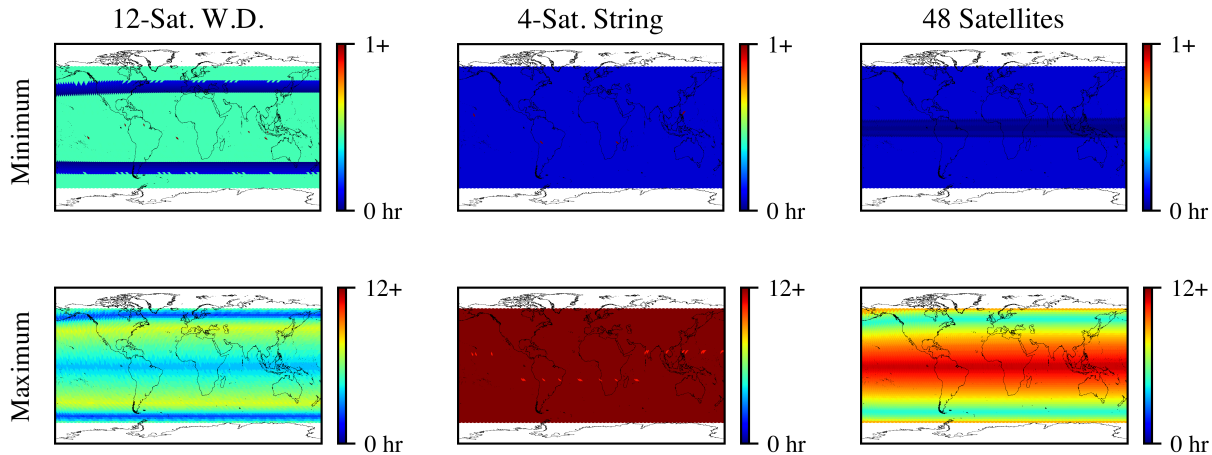 12-Sat. W.D.
4-Sat. String
48 Satellites
Minimum
1+
0 hr
1+
0 hr
1+
0 hr
Maximum
12+
0 hr
12+
0 hr
12+
0 hr